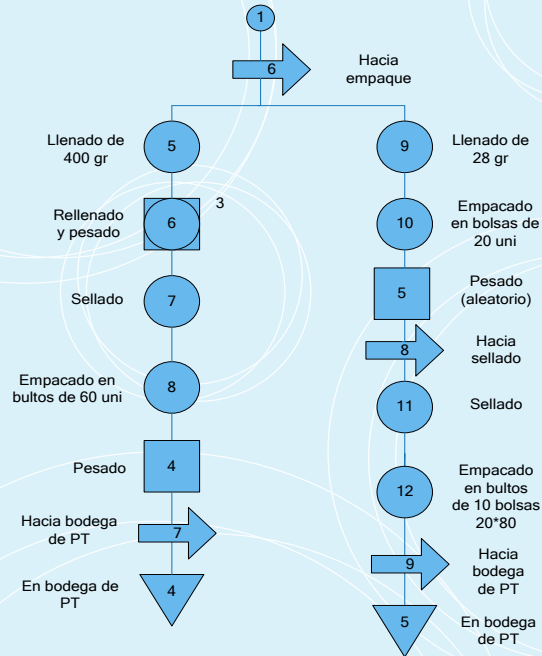 1
6
Hacia
empaque
Llenado de
400 gr
5
Rellenado
y pesado
6
3
Sellado
7
Empacado en
bultos de 60 uni
8
Pesado
4
Hacia bodega
de PT
7
En bodega de
PT
4
9
Llenado de
28 gr
10
Empacado
en bolsas de
20 uni
5
Pesado
(aleatorio)
8
Hacia
sellado
11
Sellado
12
Empacado
en bultos
de 10 bolsas
20*80
9
Hacia
bodega
de PT
5
En bodega
de PT